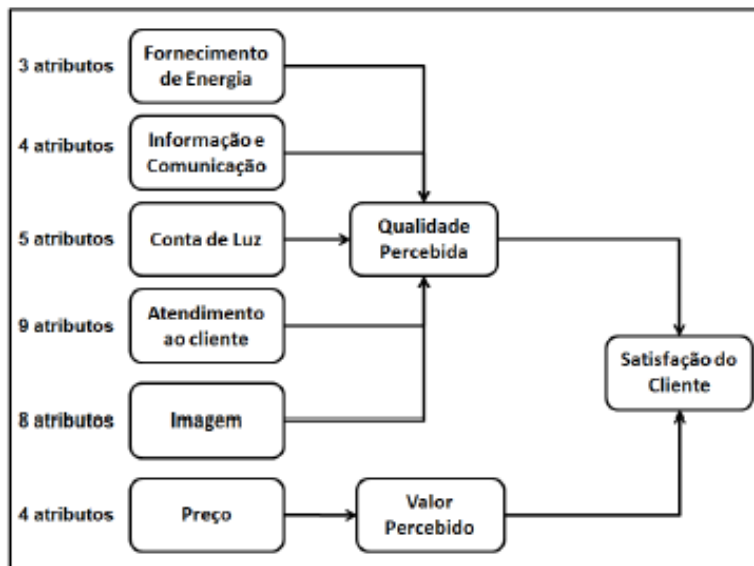 3 atributos
Fornecimento
de Energia
4 atributos
Informação e
Comunicação
5 atributos
Conta de Luz
Qualidade
Percebida
9 atributos
Atendimento
ao cliente
Satisfação do
Cliente
8 atributos
Imagem
4 atributos
Preço
Valor
Percebido